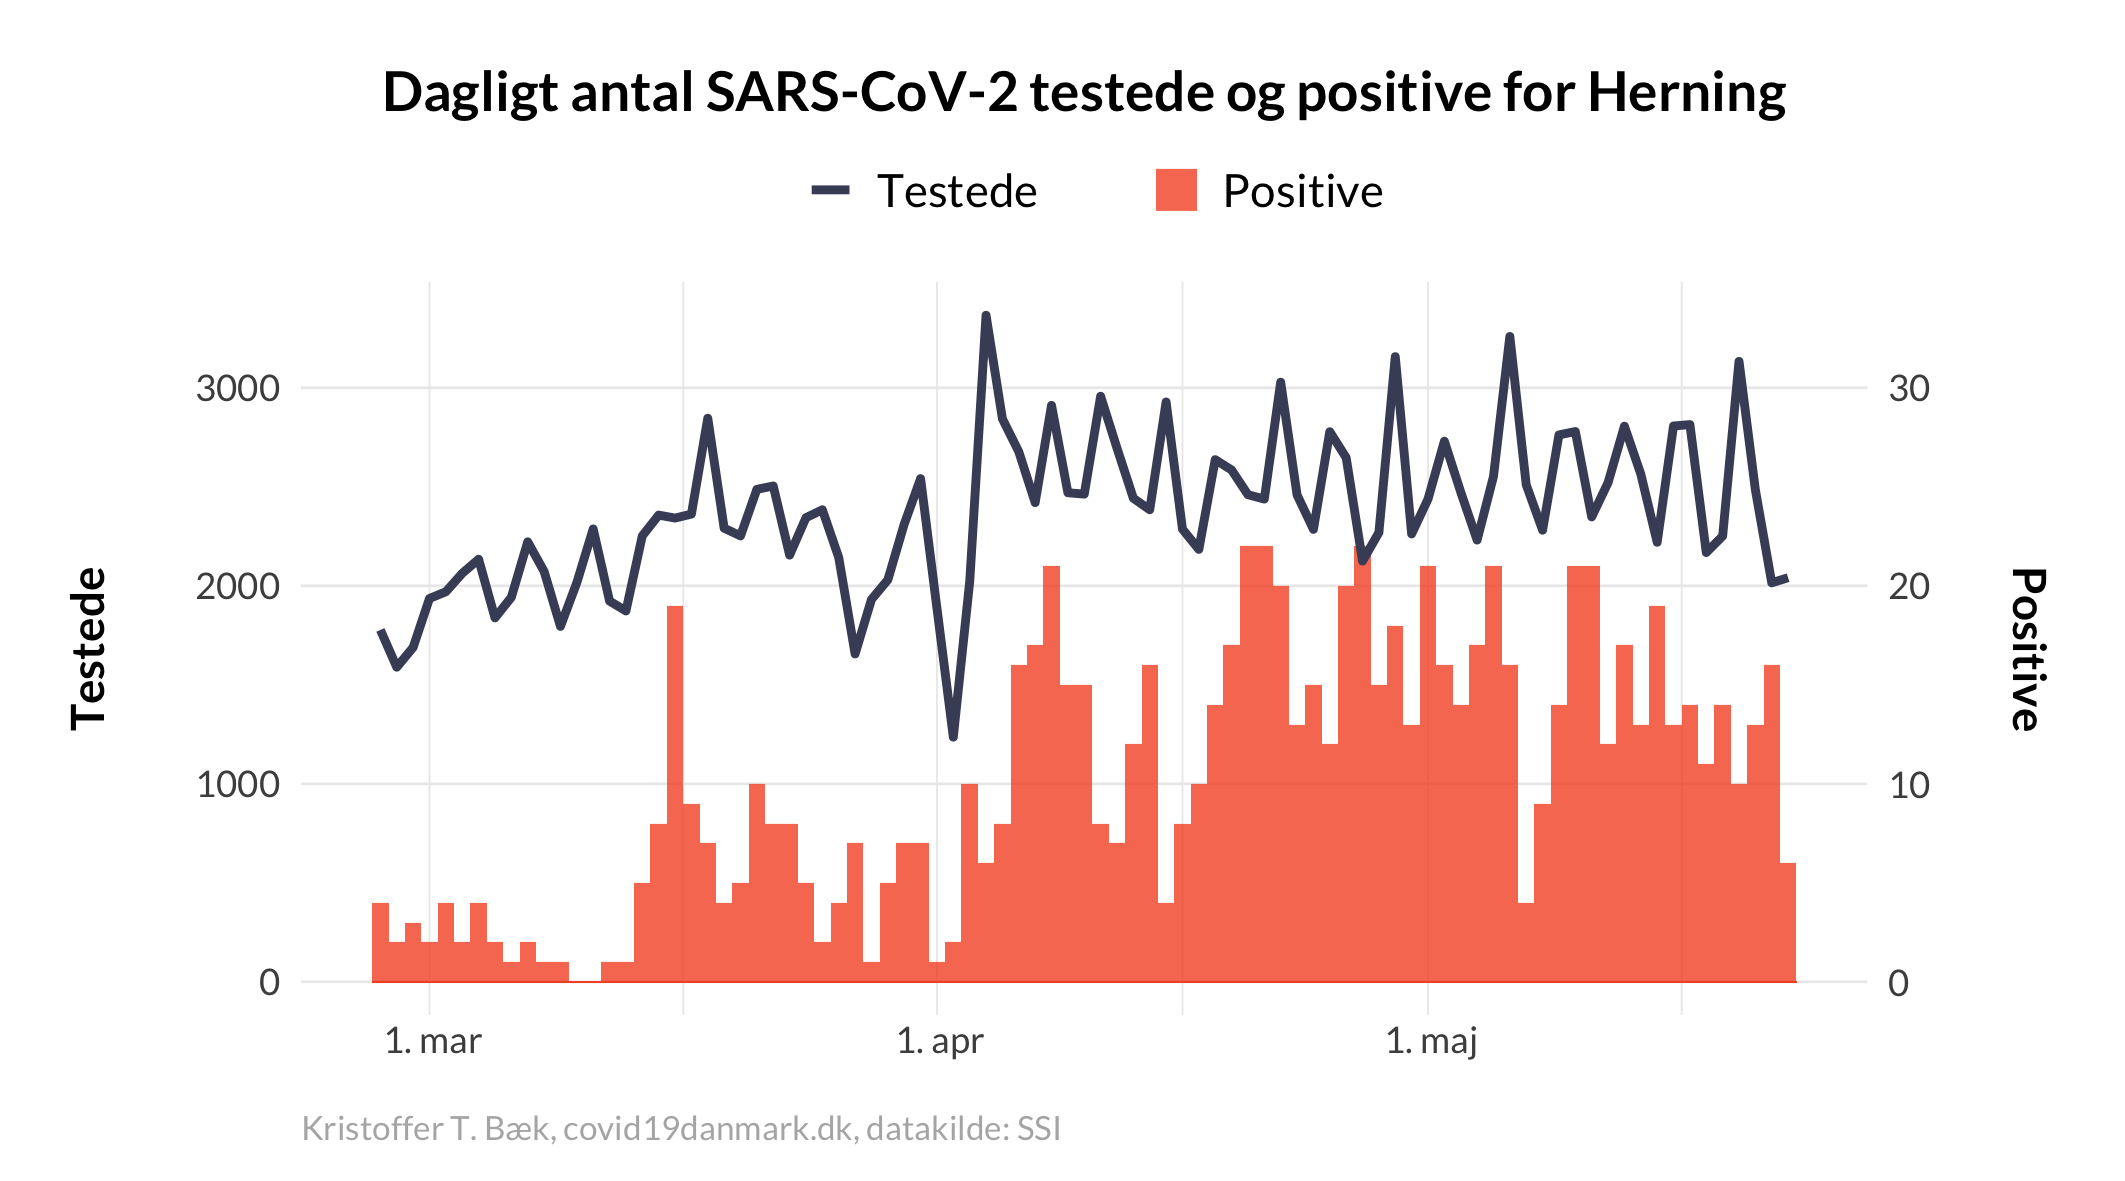 Dagligt antal SARS-CoV-2 testede og positive for Herning
Testede
Positive
3000
2000
1000
0
Testede
30
20
10
0
Positive
1. mar
1. apr
1. maj
Kristoffer T. Bæk, covid19danmark.dk, datakilde: SSI